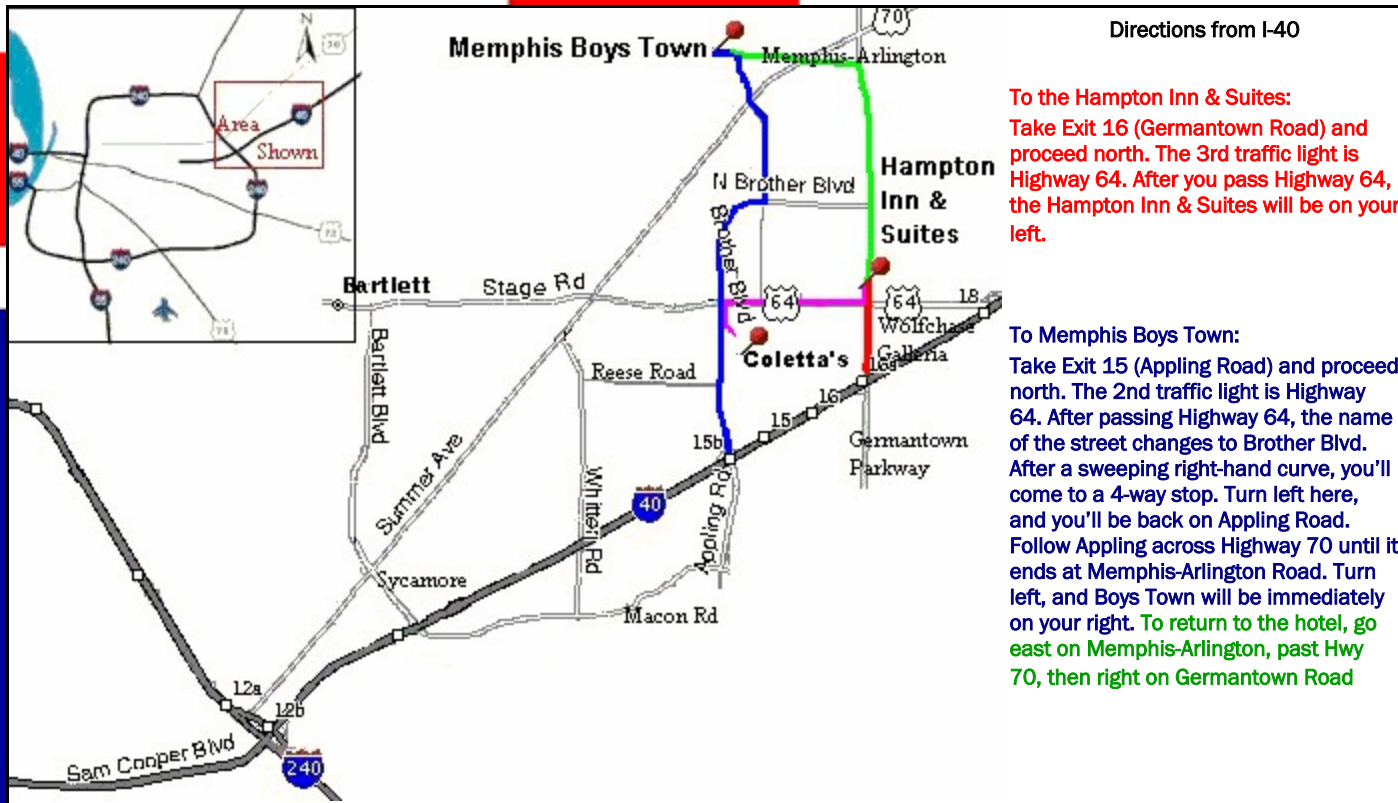 Directions from I-40
To the Hampton Inn & Suites:
Take Exit 16 (Germantown Road) and
proceed north. The 3rd traffic light is
Highway 64. After you pass Highway 64,
the Hampton Inn & Suites will be on your
left.
To Memphis Boys Town:
Take Exit 15 (Appling Road) and proceed
north. The 2nd traffic light is Highway
64. After passing Highway 64, the name
of the street changes to Brother Blvd.
After a sweeping right-hand curve, you'll
come to a 4-way stop. Turn left here,
and you'll be back on Appling Road.
Follow Appling across Highway 70 until it
ends at Memphis-Arlington Road. Turn
left, and Boys Town will be immediately
on your right. To return to the hotel, go
east on Memphis-Arlington, past Hwy
70, then right on Germantown Road
N
Area
Shown
Memphis Boys Town
70
Memphis-Arlington
Hampton
Inn &
Suites
N Brother Blvd
Brother Blvd
Bartlett
Stage Rd
64
64
18
Wolfchase
Galleria
Coletta's
16a
16
15
15b
Reese Road
Bartlett Blvd
Summer Ave
Whitten Rd
40
Appling Rd
Germantown
Parkway
Sycamore
Macon Rd
12a
12b
Sam Cooper Blvd
240